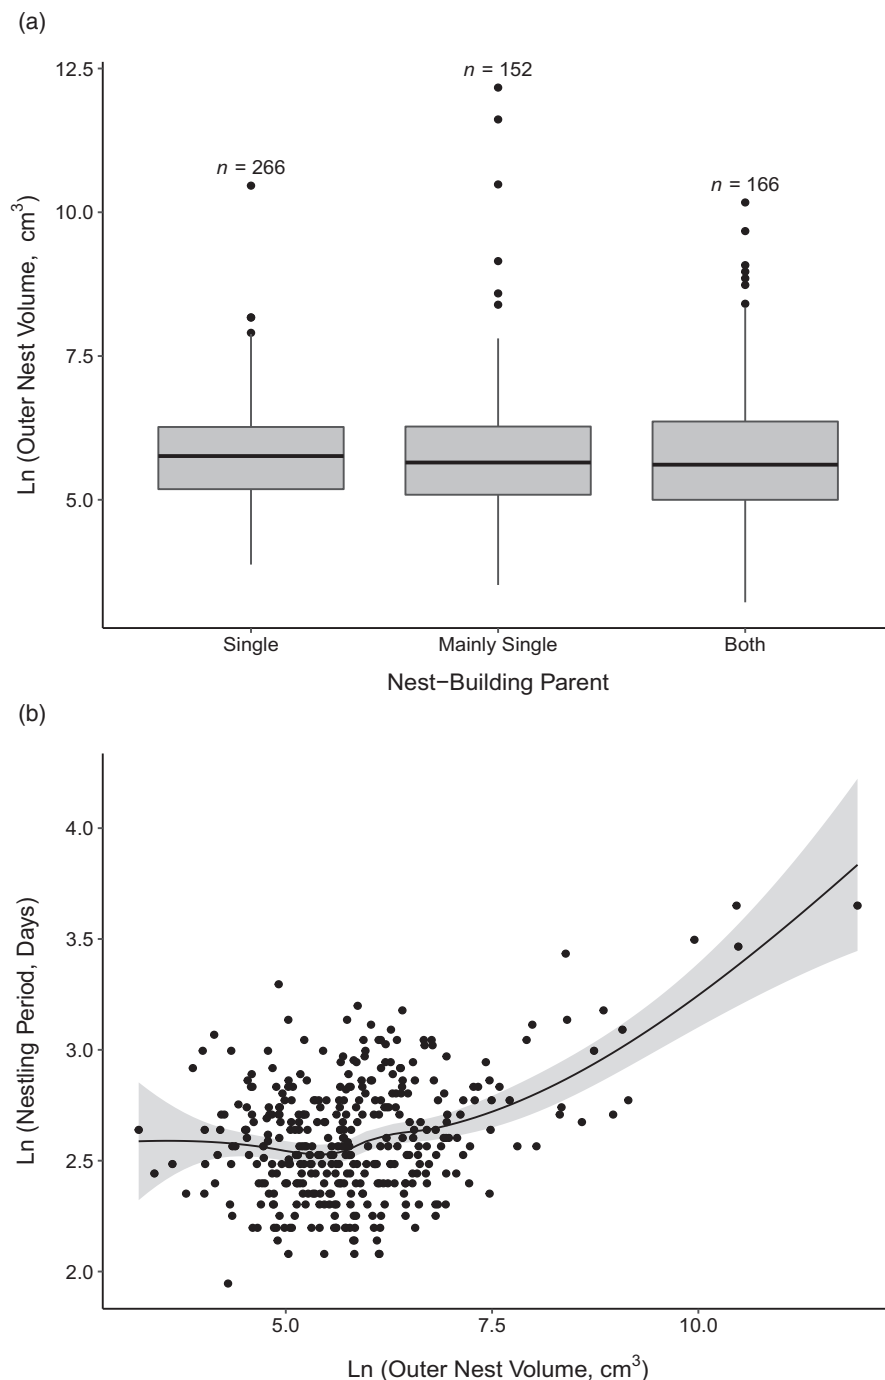 (a)
12.5
10.0
7.5
5.0
Ln (Outer Nest Volume, cm³)
n = 266
n = 152
n = 166
Single
Mainly Single
Both
Nest−Building Parent
(b)
4.0
3.5
3.0
2.5
2.0
Ln (Nestling Period, Days)
5.0
7.5
10.0
Ln (Outer Nest Volume, cm³)